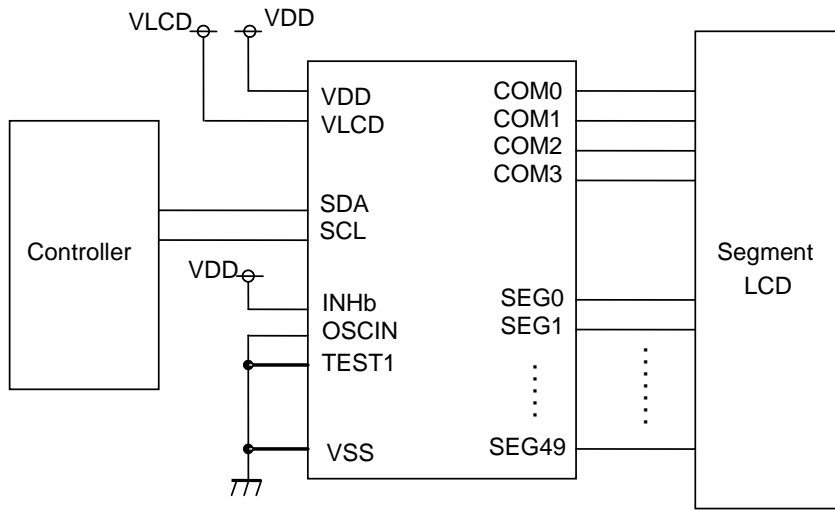 VLCD
VDD
VDD
VLCD
COM0
COM1
COM2
COM3
SDA
SCL
Controller
Segment
LCD
VDD
INHb
OSCIN
TEST1
VSS
SEG0
SEG1
SEG49